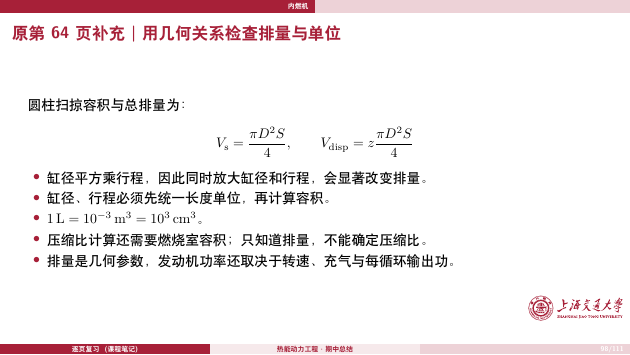 内燃机
原第 64 页补充 | 用几何关系检查排量与单位
圆柱扫掠容积与总排量为：
V_s = πD²S/4,  V_disp = z πD²S/4
• 缸径平方乘行程，因此同时放大缸径和行程，会显著改变排量。
• 缸径、行程必须先统一长度单位，再计算容积。
• 1 L = 10⁻³ m³ = 10³ cm³。
• 压缩比计算还需要燃烧室容积；只知道排量，不能确定压缩比。
• 排量是几何参数，发动机功率还取决于转速、充气与每循环输出功。
上海交通大学
SHANGHAI JIAO TONG UNIVERSITY
逐页复习（课程笔记） 热能动力工程 · 期中总结